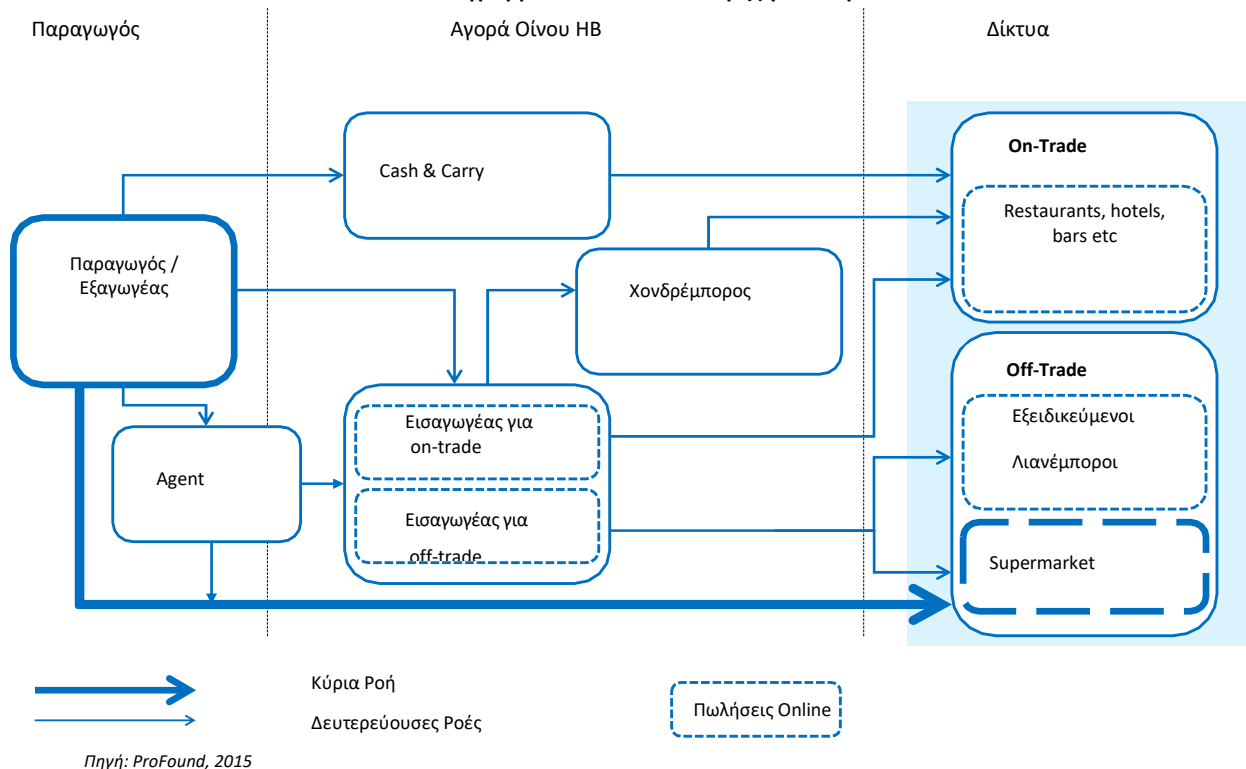 Παραγωγός
Αγορά Οίνου ΗΒ
Δίκτυα
On-Trade
Cash & Carry
Restaurants, hotels,
bars etc
Παραγωγός /
Εξαγωγέας
Χονδρέμπορος
Off-Trade
Εισαγωγέας για
on-trade
Εξειδικεύμενοι
Λιανέμποροι
Agent
Εισαγωγέας για
off-trade
Supermarket
Κύρια Ροή
Δευτερεύουσες Ροές
Πωλήσεις Online
Πηγή: ProFound, 2015